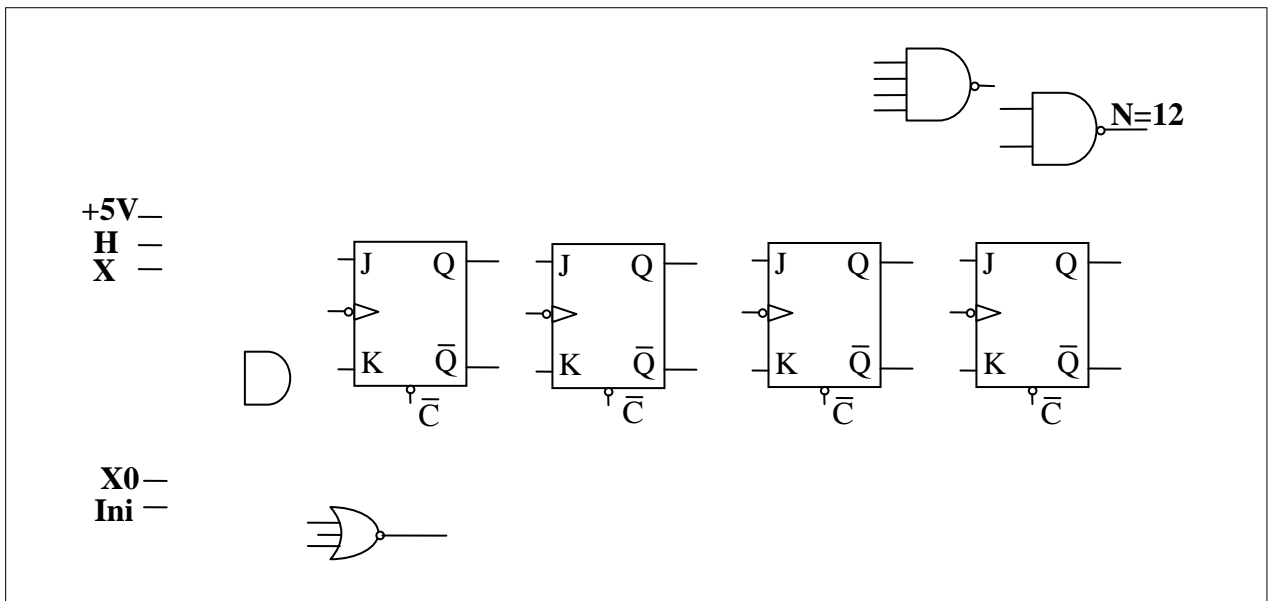 N=12
+5V
H
X
J Q J Q J Q J Q
K Q̅ K Q̅ K Q̅ K Q̅
C̅ C̅ C̅ C̅
X0
Ini